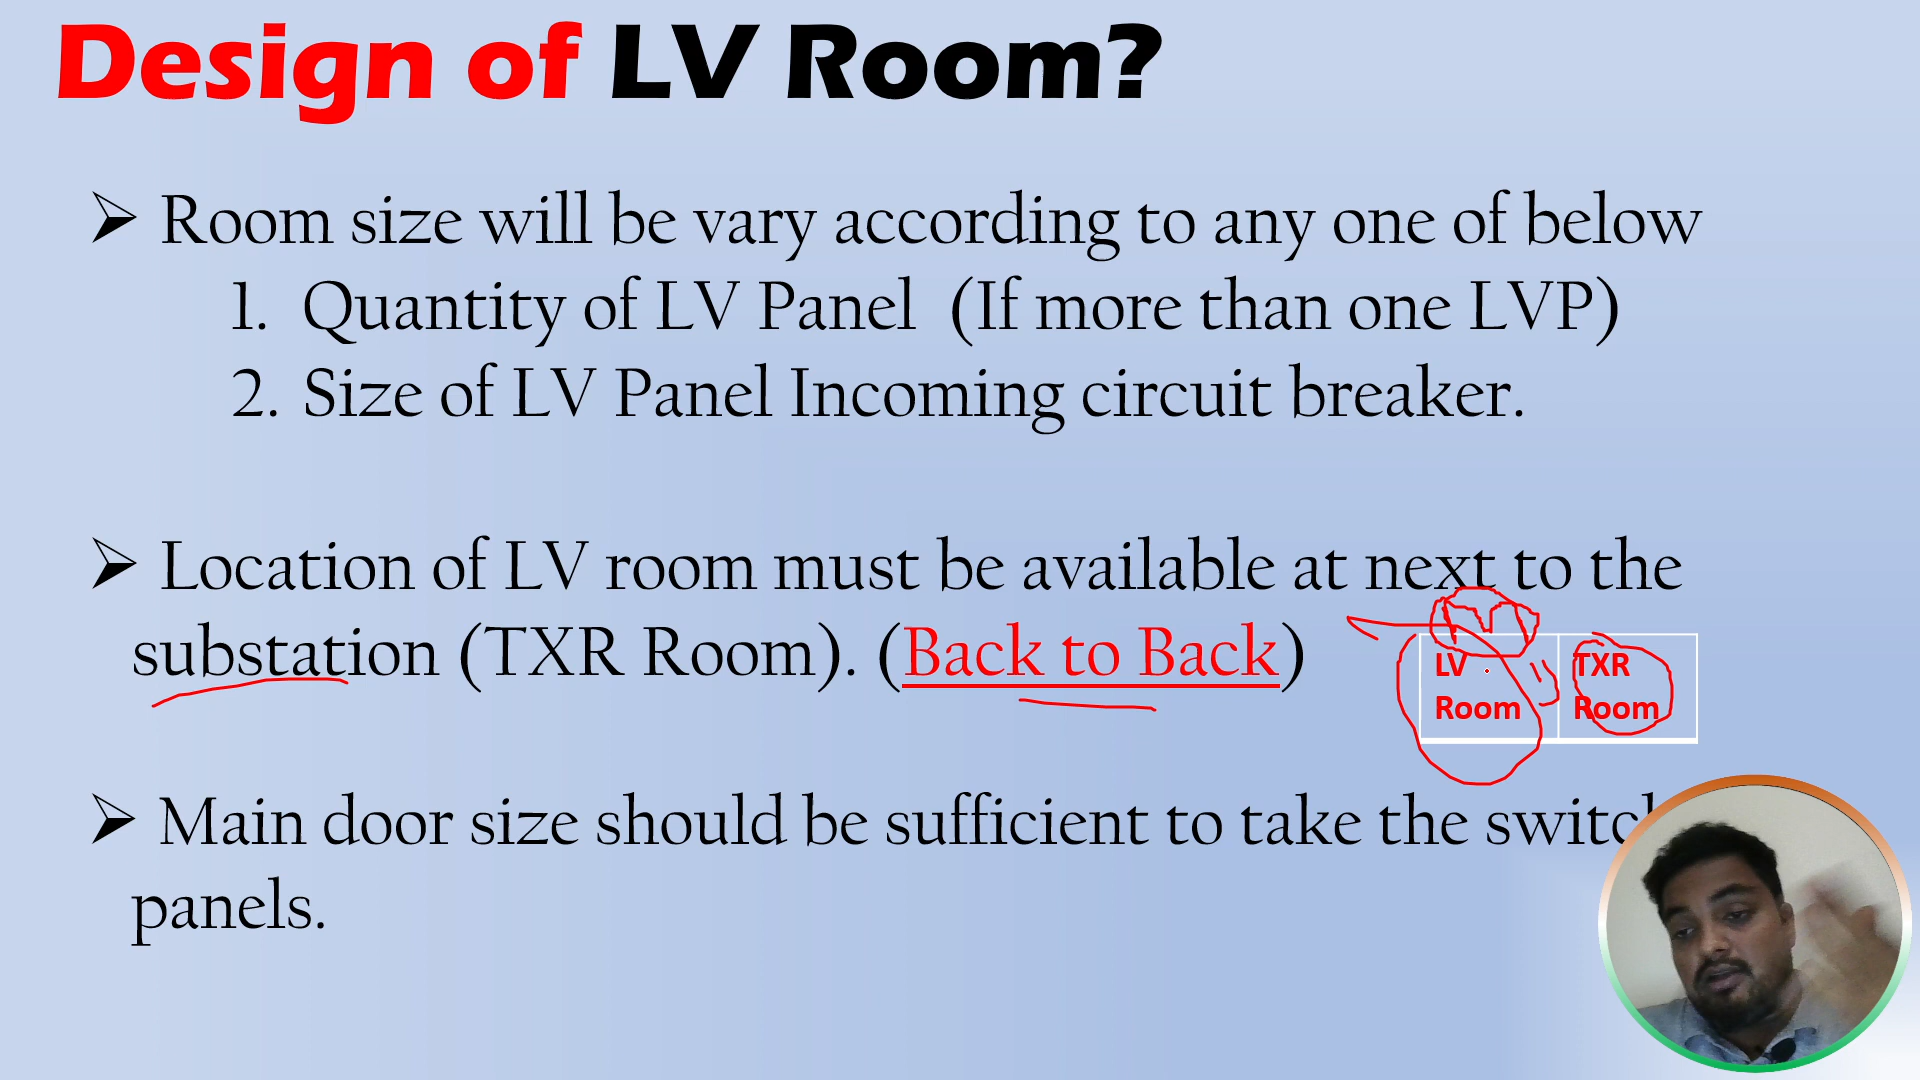 Design of LV Room?
➢ Room size will be vary according to any one of below
1. Quantity of LV Panel (If more than one LVP)
2. Size of LV Panel Incoming circuit breaker.
➢ Location of LV room must be available at next to the
substation (TXR Room). (Back to Back)
LV Room
TXR Room
➢ Main door size should be sufficient to take the
panels.